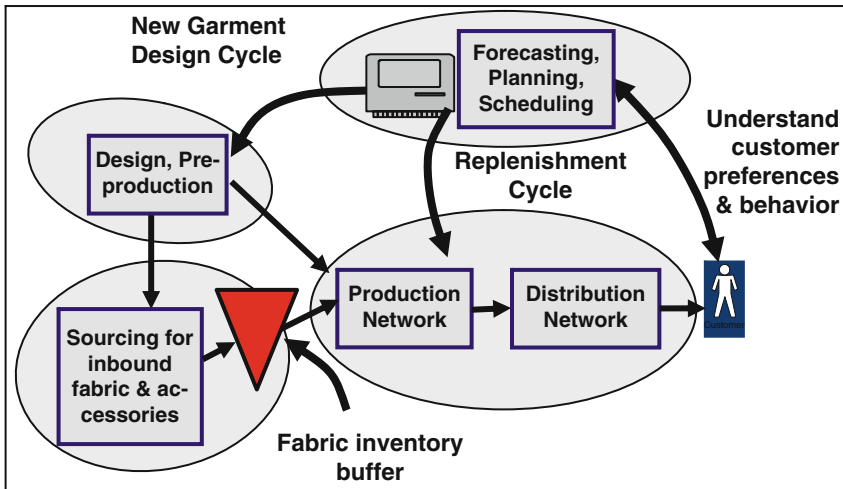 New Garment
Design Cycle
Forecasting,
Planning,
Scheduling
Understand
customer
preferences
& behavior
Design, Pre-
production
Replenishment
Cycle
Production
Network
Distribution
Network
Customer
Sourcing for
inbound
fabric & ac-
cessories
Fabric inventory
buffer